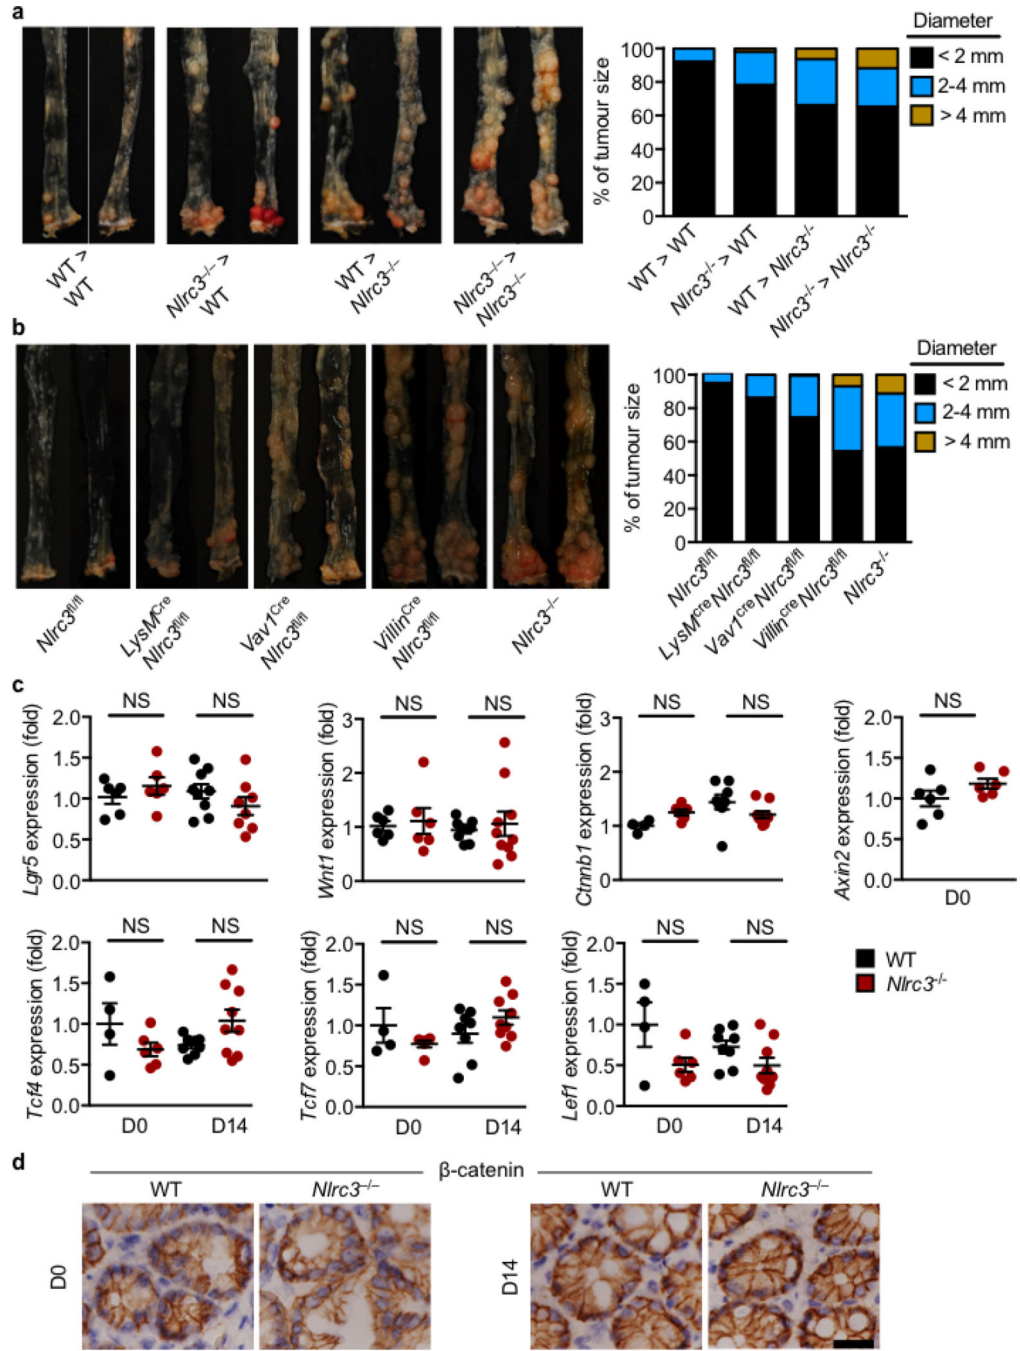 a
Diameter
< 2 mm
2-4 mm
> 4 mm
% of tumour size
100
80
60
40
20
0
WT > WT
Nlrc3-/- > WT
WT > Nlrc3-/-
Nlrc3-/- > Nlrc3-/-
WT >
WT
Nlrc3–/– >
WT
WT >
Nlrc3–/–
Nlrc3–/– >
Nlrc3–/–
b
Diameter
< 2 mm
2-4 mm
> 4 mm
% of tumour size
100
80
60
40
20
0
Nlrc3fl/fl
LysMcre Nlrc3fl/fl
Vav1cre Nlrc3fl/fl
Villincre Nlrc3fl/fl
Nlrc3-/-
Nlrc3fl/fl
LysMCre
Nlrc3fl/fl
Vav1Cre
Nlrc3fl/fl
VillinCre
Nlrc3fl/fl
Nlrc3–/–
c
Lgr5 expression (fold)
2.0
1.5
1.0
0.5
0.0
NS
NS
Wnt1 expression (fold)
3
2
1
0
NS
NS
Ctnnb1 expression (fold)
3
2
1
0
NS
NS
Axin2 expression (fold)
2.0
1.5
1.0
0.5
0.0
NS
D0
Tcf4 expression (fold)
2.0
1.5
1.0
0.5
0.0
NS
NS
D0
D14
Tcf7 expression (fold)
2.0
1.5
1.0
0.5
0.0
NS
NS
D0
D14
Lef1 expression (fold)
2.0
1.5
1.0
0.5
0.0
NS
NS
D0
D14
WT
Nlrc3-/-
d
β-catenin
WT
Nlrc3–/–
WT
Nlrc3–/–
D0
D14